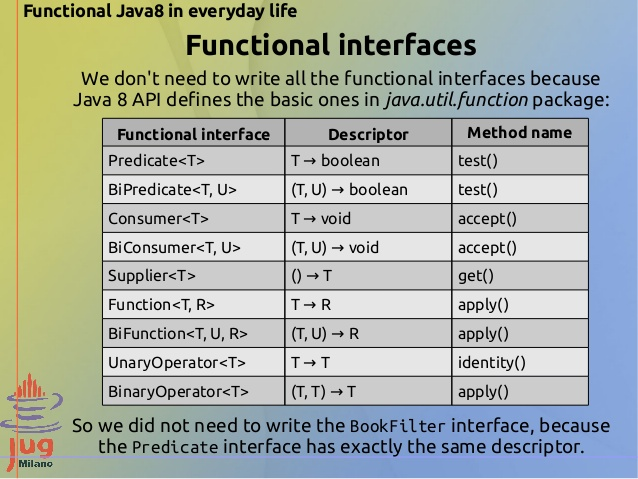 Functional Java8 in everyday life
Functional interfaces
We don't need to write all the functional interfaces because
Java 8 API defines the basic ones in java.util.function package:
Functional interface Descriptor Method name
Predicate<T> T → boolean test()
BiPredicate<T, U> (T, U) → boolean test()
Consumer<T> T → void accept()
BiConsumer<T, U> (T, U) → void accept()
Supplier<T> () → T get()
Function<T, R> T → R apply()
BiFunction<T, U, R> (T, U) → R apply()
UnaryOperator<T> T → T identity()
BinaryOperator<T> (T, T) → T apply()
So we did not need to write the BookFilter interface, because
the Predicate interface has exactly the same descriptor.
jug
Milano